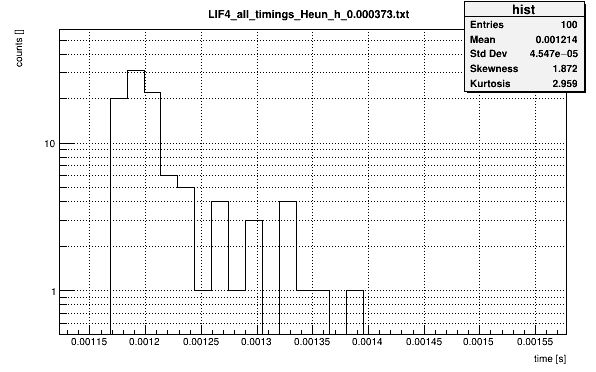 LIF4_all_timings_Heun_h_0.000373.txt
hist
Entries 100
Mean 0.001214
Std Dev 4.547e−05
Skewness 1.872
Kurtosis 2.959
counts []
10
1
0.00115 0.0012 0.00125 0.0013 0.00135 0.0014 0.00145 0.0015 0.00155
time [s]